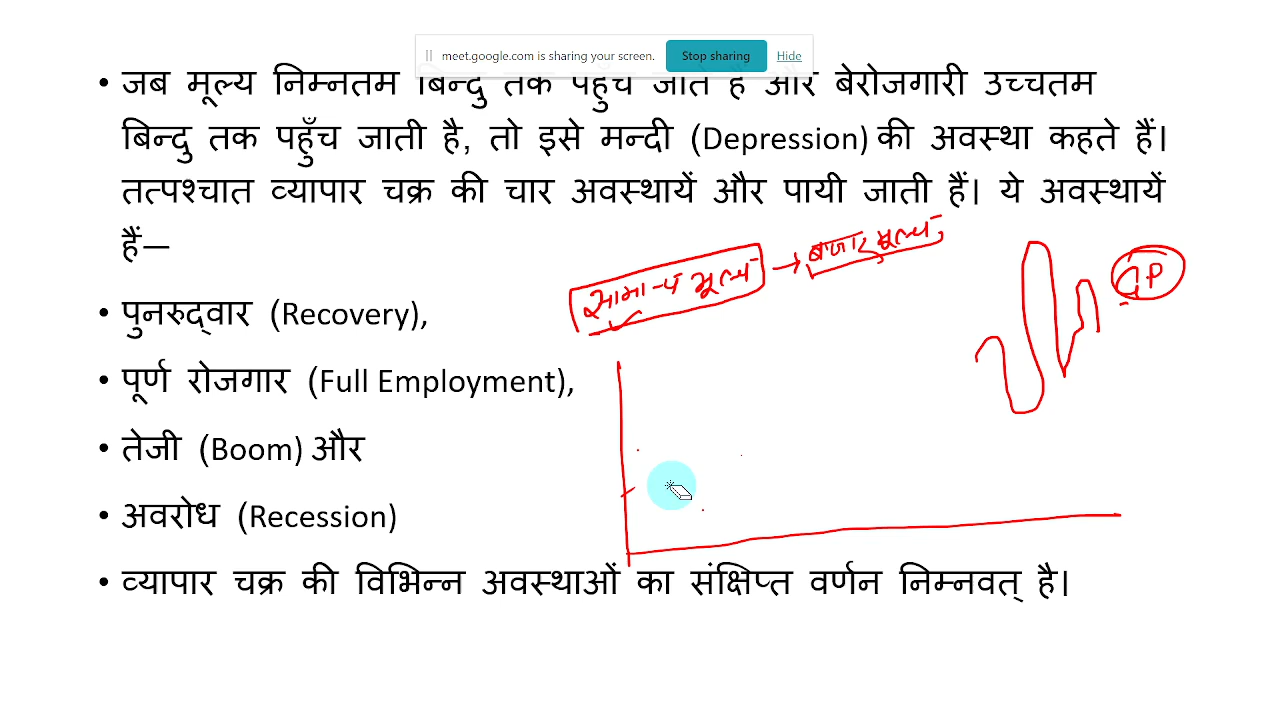 meet.google.com is sharing your screen. Stop sharing Hide
• जब मूल्य निम्नतम बिन्दु तक पहुँच जाते हैं और बेरोजगारी उच्चतम
बिन्दु तक पहुँच जाती है, तो इसे मन्दी (Depression) की अवस्था कहते हैं।
तत्पश्चात व्यापार चक्र की चार अवस्थायें और पायी जाती हैं। ये अवस्थायें
हैं—
सामान्य मूल्य → बाजार मूल्य
P
• पुनरुद्वार (Recovery),
• पूर्ण रोजगार (Full Employment),
• तेजी (Boom) और
• अवरोध (Recession)
• व्यापार चक्र की विभिन्न अवस्थाओं का संक्षिप्त वर्णन निम्नवत् है।